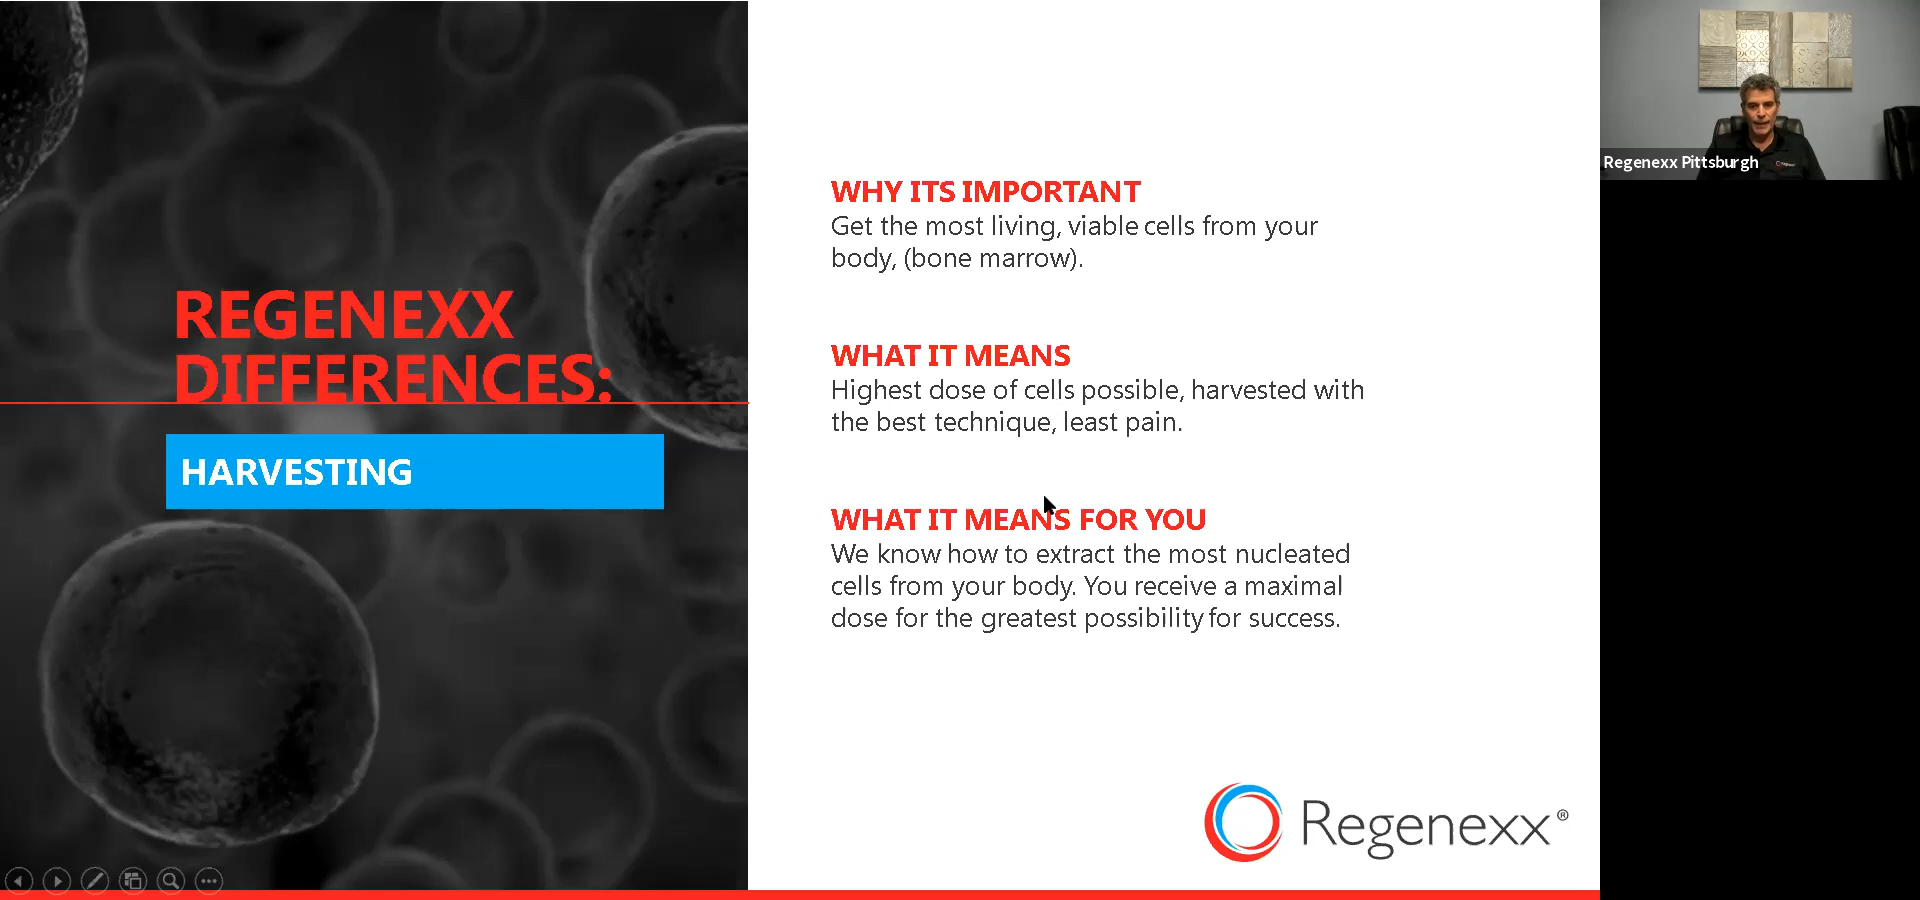 REGENEXX
DIFFERENCES:
HARVESTING
WHY ITS IMPORTANT
Get the most living, viable cells from your
body, (bone marrow).
WHAT IT MEANS
Highest dose of cells possible, harvested with
the best technique, least pain.
WHAT IT MEANS FOR YOU
We know how to extract the most nucleated
cells from your body. You receive a maximal
dose for the greatest possibility for success.
Regenexx®
Regenexx Pittsburgh